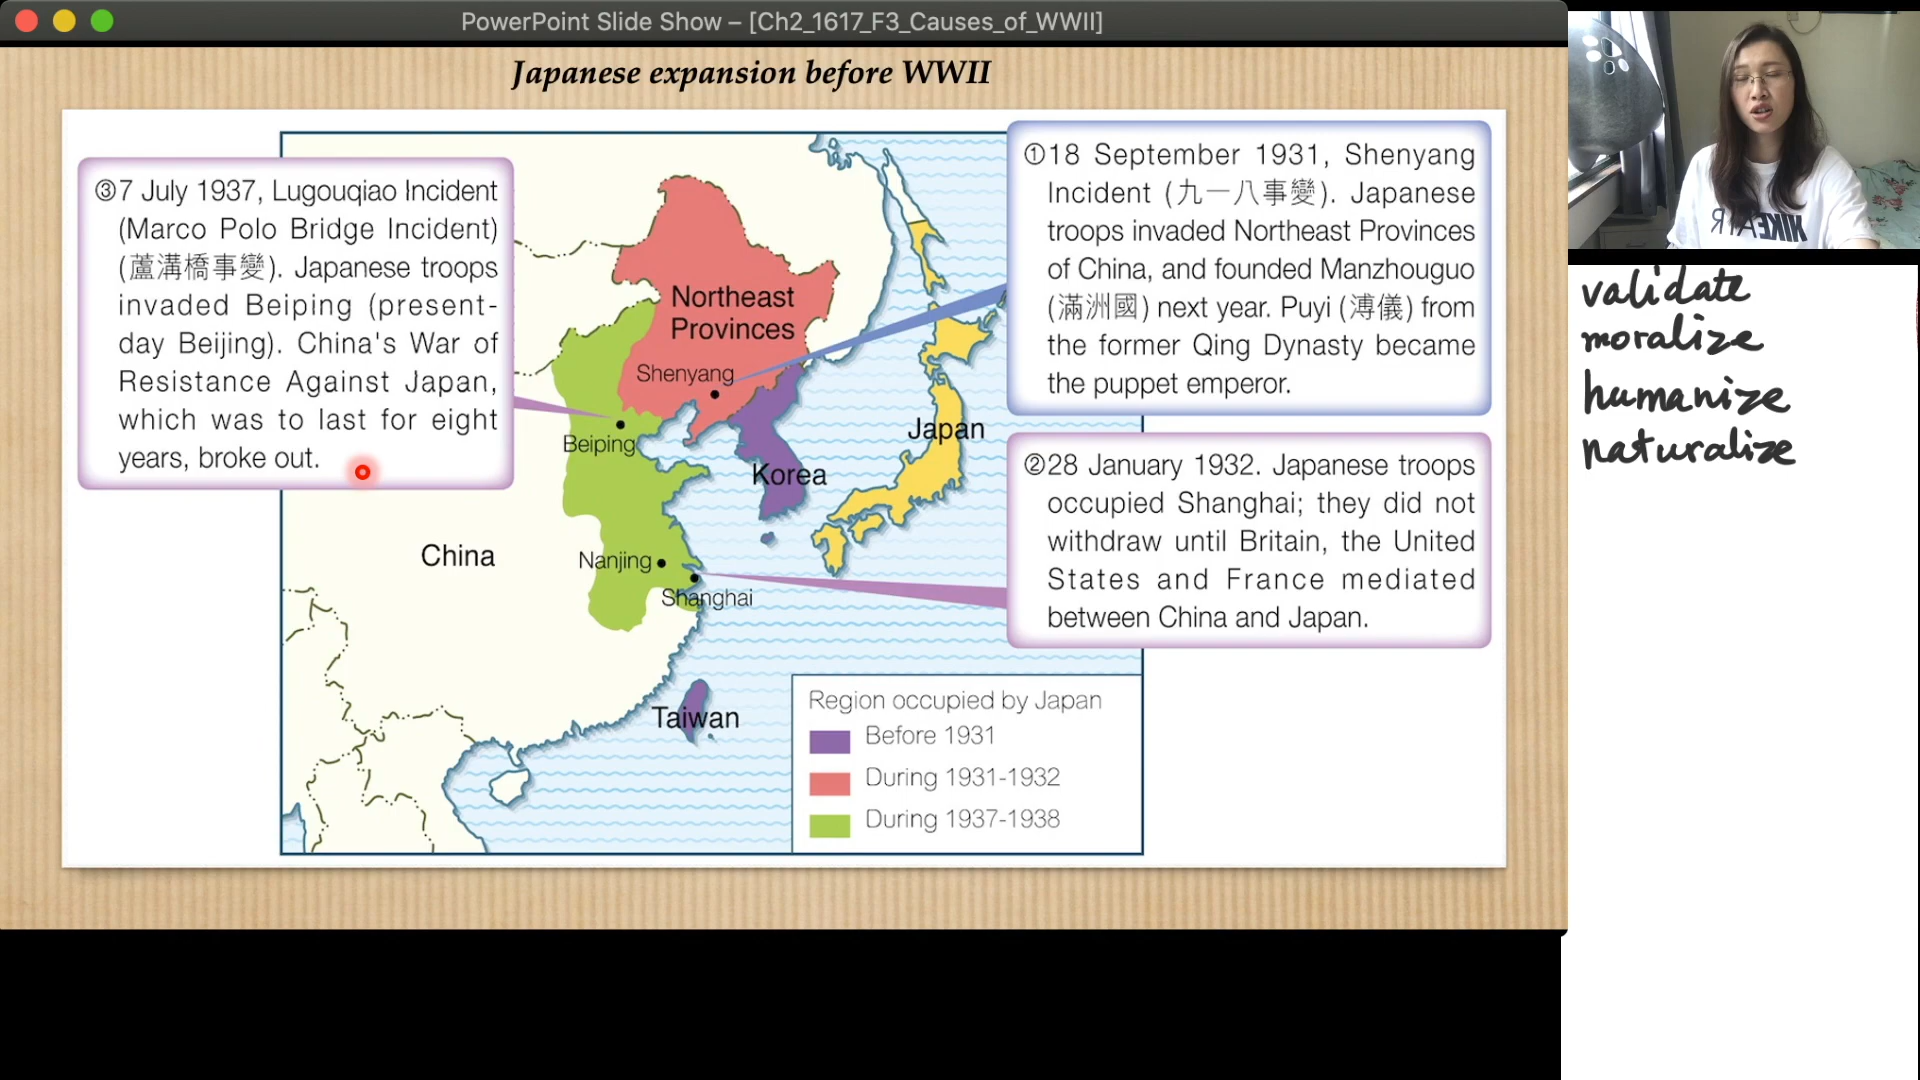 PowerPoint Slide Show – [Ch2_1617_F3_Causes_of_WWII]
Japanese expansion before WWII
③7 July 1937, Lugouqiao Incident
(Marco Polo Bridge Incident)
(蘆溝橋事變). Japanese troops
invaded Beiping (present-
day Beijing). China's War of
Resistance Against Japan,
which was to last for eight
years, broke out.
①18 September 1931, Shenyang
Incident (九一八事變). Japanese
troops invaded Northeast Provinces
of China, and founded Manzhouguo
(滿洲國) next year. Puyi (溥儀) from
the former Qing Dynasty became
the puppet emperor.
②28 January 1932. Japanese troops
occupied Shanghai; they did not
withdraw until Britain, the United
States and France mediated
between China and Japan.
Northeast
Provinces
Shenyang
Beiping
Korea
Japan
China
Nanjing
Shanghai
Taiwan
Region occupied by Japan
Before 1931
During 1931-1932
During 1937-1938
NIKE AIR
validate
moralize
humanize
naturalize